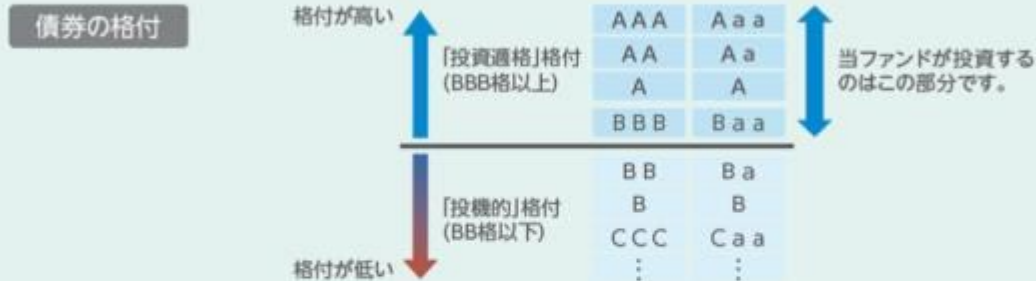 債券の格付
格付が高い
「投資適格」格付
(BBB格以上)
AAA Aaa
AA Aa
A A
BBB Baa
当ファンドが投資する
のはこの部分です。
「投機的」格付
(BB格以下)
BB Ba
B B
CCC Caa
⋮ ⋮
格付が低い